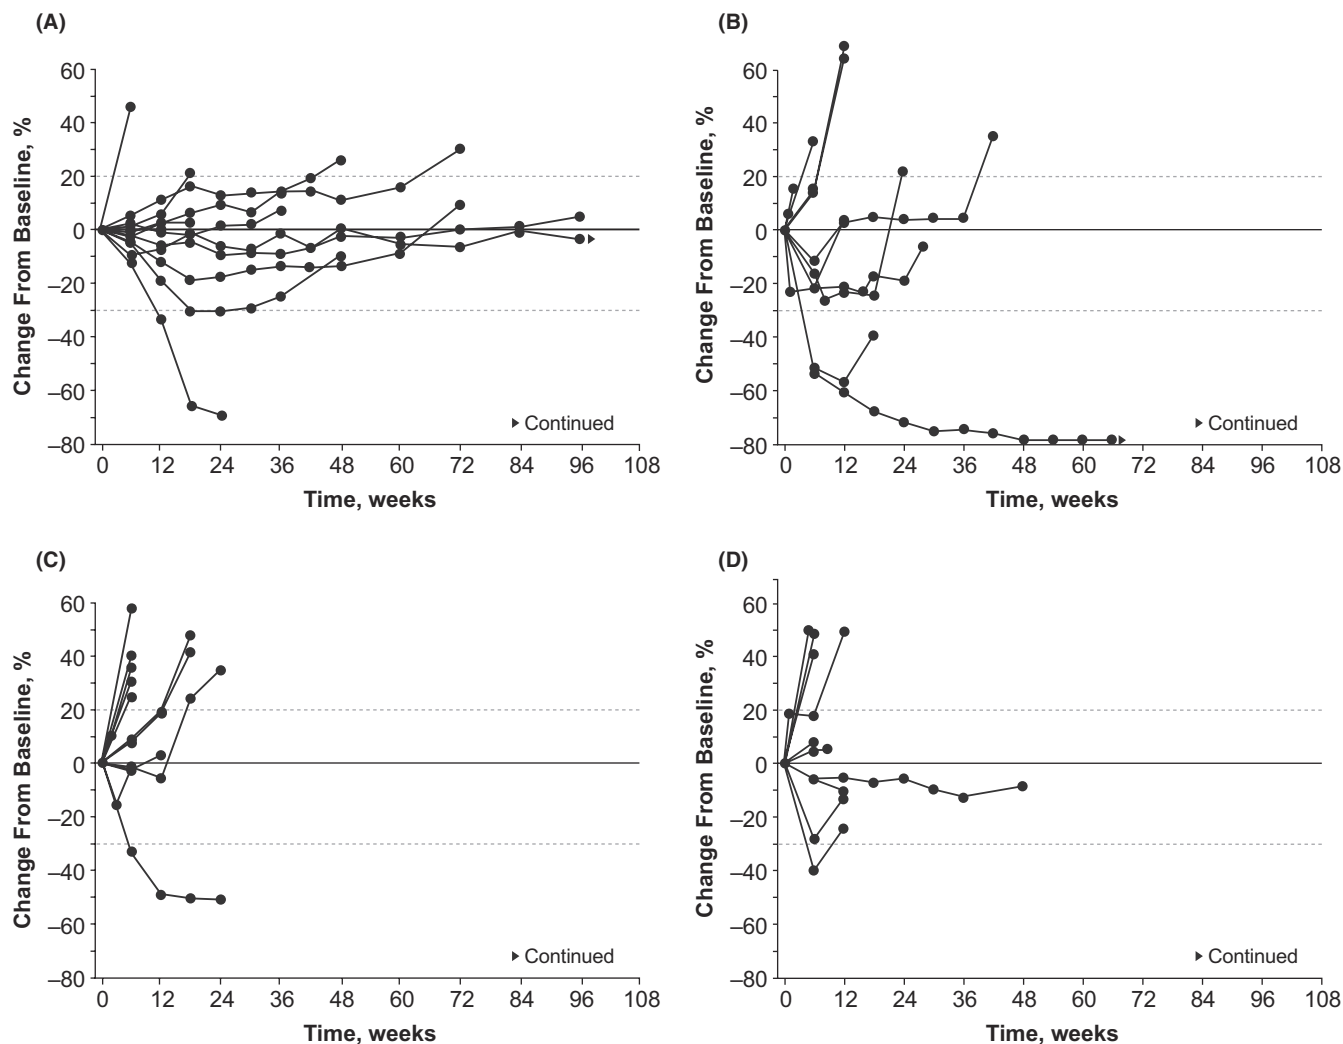 (A)
Change From Baseline, %
60
40
20
0
–20
–40
–60
–80
▶ Continued
0 12 24 36 48 60 72 84 96 108
Time, weeks
(B)
Change From Baseline, %
60
40
20
0
–20
–40
–60
–80
▶ Continued
0 12 24 36 48 60 72 84 96 108
Time, weeks
(C)
Change From Baseline, %
60
40
20
0
–20
–40
–60
–80
▶ Continued
0 12 24 36 48 60 72 84 96 108
Time, weeks
(D)
Change From Baseline, %
60
40
20
0
–20
–40
–60
–80
▶ Continued
0 12 24 36 48 60 72 84 96 108
Time, weeks